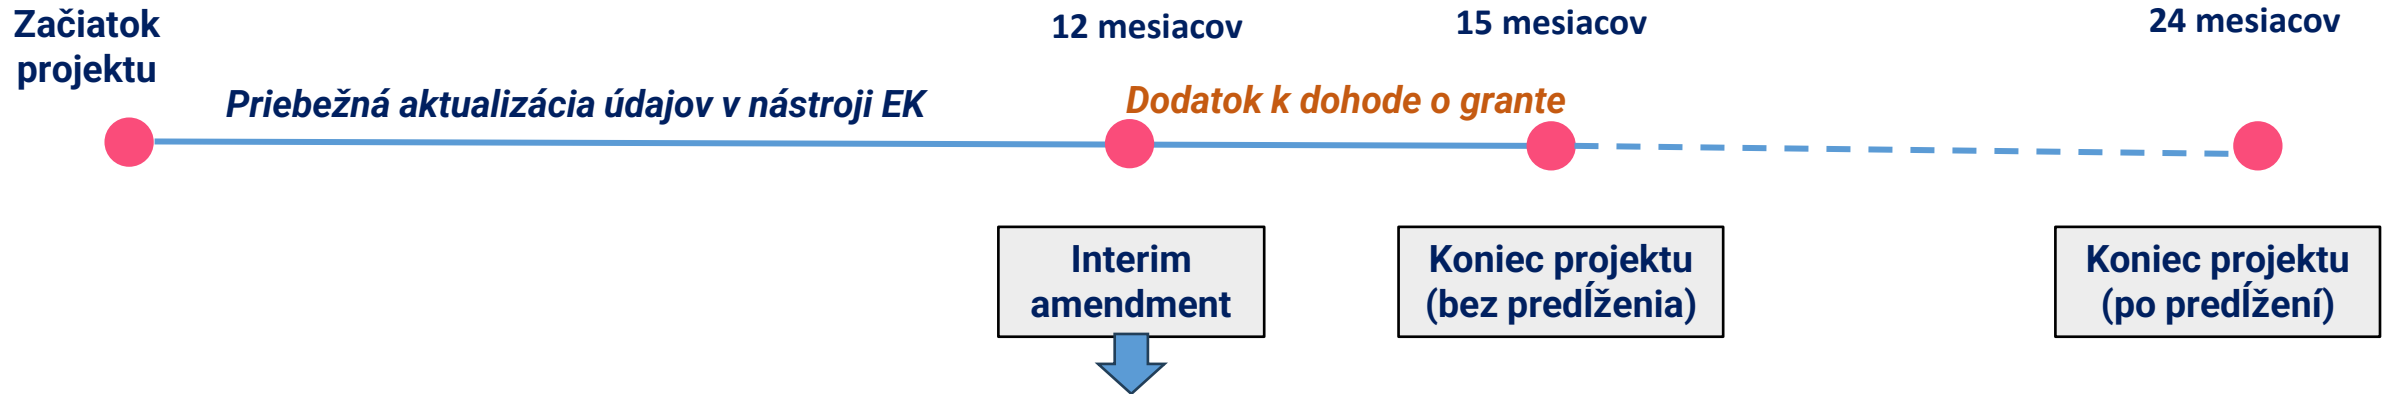 Začiatok
projektu
12 mesiacov
15 mesiacov
24 mesiacov
Priebežná aktualizácia údajov v nástroji EK
Dodatok k dohode o grante
Interim
amendment
Koniec projektu
(bez predĺženia)
Koniec projektu
(po predĺžení)